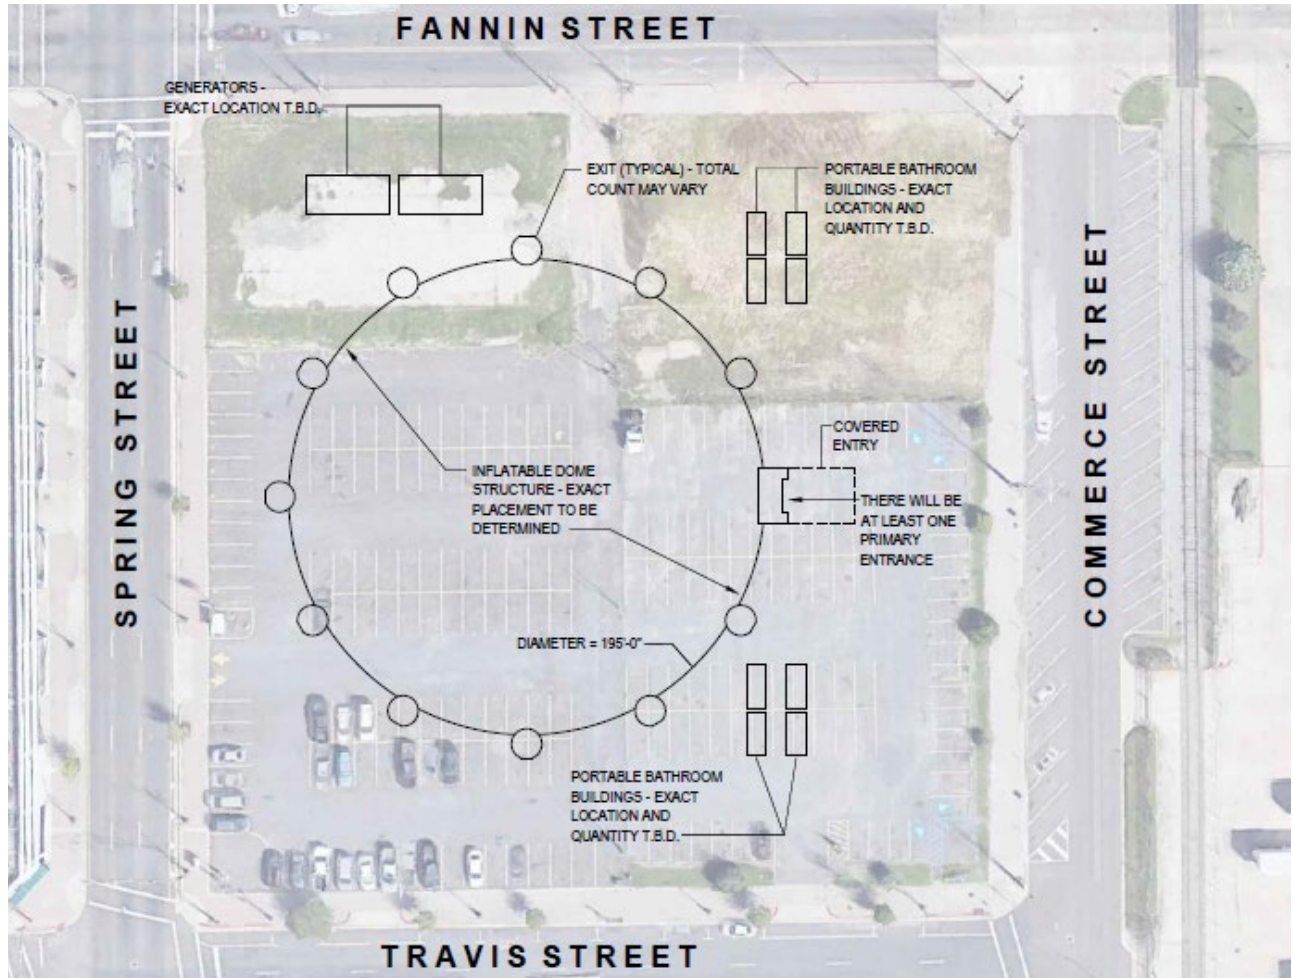 FANNIN STREET
GENERATORS -
EXACT LOCATION T.B.D.
EXIT (TYPICAL) - TOTAL
COUNT MAY VARY
PORTABLE BATHROOM
BUILDINGS - EXACT
LOCATION AND
QUANTITY T.B.D.
SPRING STREET
COMMERCE STREET
COVERED
ENTRY
INFLATABLE DOME
STRUCTURE - EXACT
PLACEMENT TO BE
DETERMINED
THERE WILL BE
AT LEAST ONE
PRIMARY
ENTRANCE
DIAMETER = 195'-0"
PORTABLE BATHROOM
BUILDINGS - EXACT
LOCATION AND
QUANTITY T.B.D.
TRAVIS STREET